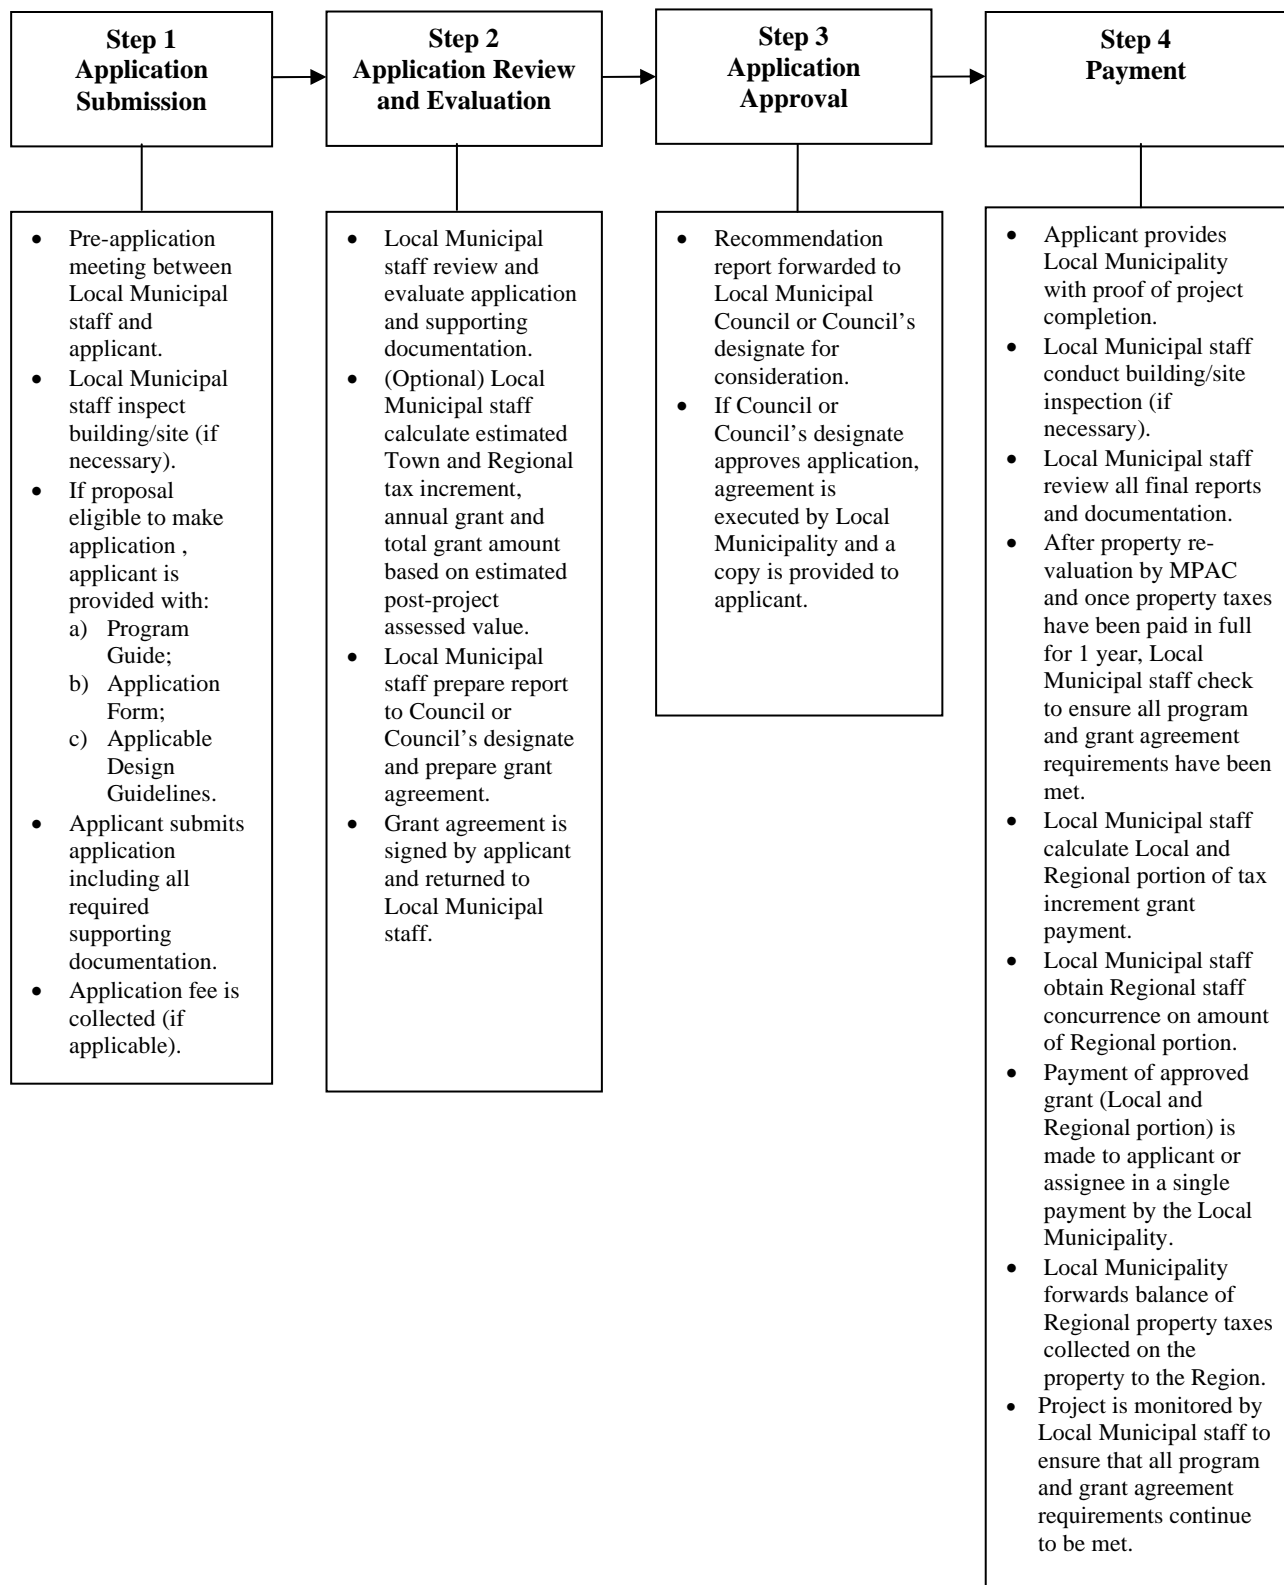 Step 1
Application
Submission
Step 2
Application Review
and Evaluation
Step 3
Application
Approval
Step 4
Payment
• Pre-application
meeting between
Local Municipal
staff and
applicant.
• Local Municipal
staff inspect
building/site (if
necessary).
• If proposal
eligible to make
application ,
applicant is
provided with:
a) Program
Guide;
b) Application
Form;
c) Applicable
Design
Guidelines.
• Applicant submits
application
including all
required
supporting
documentation.
• Application fee is
collected (if
applicable).
• Local Municipal
staff review and
evaluate application
and supporting
documentation.
• (Optional) Local
Municipal staff
calculate estimated
Town and Regional
tax increment,
annual grant and
total grant amount
based on estimated
post-project
assessed value.
• Local Municipal
staff prepare report
to Council or
Council’s designate
and prepare grant
agreement.
• Grant agreement is
signed by applicant
and returned to
Local Municipal
staff.
• Recommendation
report forwarded to
Local Municipal
Council or Council’s
designate for
consideration.
• If Council or
Council’s designate
approves application,
agreement is
executed by Local
Municipality and a
copy is provided to
applicant.
• Applicant provides
Local Municipality
with proof of project
completion.
• Local Municipal staff
conduct building/site
inspection (if
necessary).
• Local Municipal staff
review all final reports
and documentation.
• After property re-
valuation by MPAC
and once property taxes
have been paid in full
for 1 year, Local
Municipal staff check
to ensure all program
and grant agreement
requirements have been
met.
• Local Municipal staff
calculate Local and
Regional portion of tax
increment grant
payment.
• Local Municipal staff
obtain Regional staff
concurrence on amount
of Regional portion.
• Payment of approved
grant (Local and
Regional portion) is
made to applicant or
assignee in a single
payment by the Local
Municipality.
• Local Municipality
forwards balance of
Regional property taxes
collected on the
property to the Region.
• Project is monitored by
Local Municipal staff to
ensure that all program
and grant agreement
requirements continue
to be met.